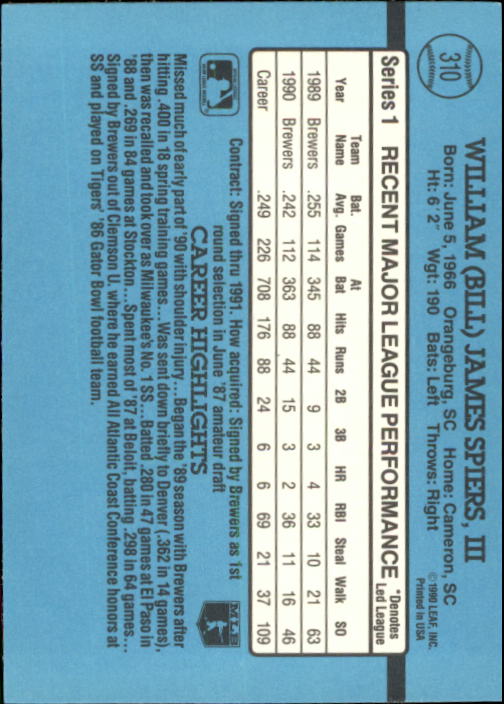 310
WILLIAM (BILL) JAMES SPIERS, III
Born: June 5, 1966 Orangeburg, SC Home: Cameron, SC
Ht: 6'2" Wgt: 190 Bats: Left Throws: Right
© 1990 LEAF, INC.
Printed in USA
Series 1 RECENT MAJOR LEAGUE PERFORMANCE *Denotes Led League
Year Team Name Bat. Avg. Games At Bat Hits Runs 2B 3B HR RBI Steal Walk SO
1989 Brewers .255 114 345 88 44 9 3 4 33 10 21 63
1990 Brewers .242 112 363 88 44 15 3 2 36 11 16 46
Career .249 226 708 176 88 24 6 6 69 21 37 109
Contract: Signed thru 1991. How acquired: Signed by Brewers as 1st
round selection in June '87 amateur draft
CAREER HIGHLIGHTS
MLB
Missed much of early part of '90 with shoulder injury... Began the '89 season with Brewers after
hitting .400 in 18 spring training games... Was sent down briefly to Denver (.362 in 14 games),
then was recalled and took over as Milwaukee's No. 1 SS... Batted .280 in 47 games at El Paso in
'88 and .269 in 84 games at Stockton... Spent most of '87 at Beloit, batting .298 in 64 games...
Signed by Brewers out of Clemson U. where he earned All Atlantic Coast Conference honors at
SS and played on Tigers' '86 Gator Bowl football team.